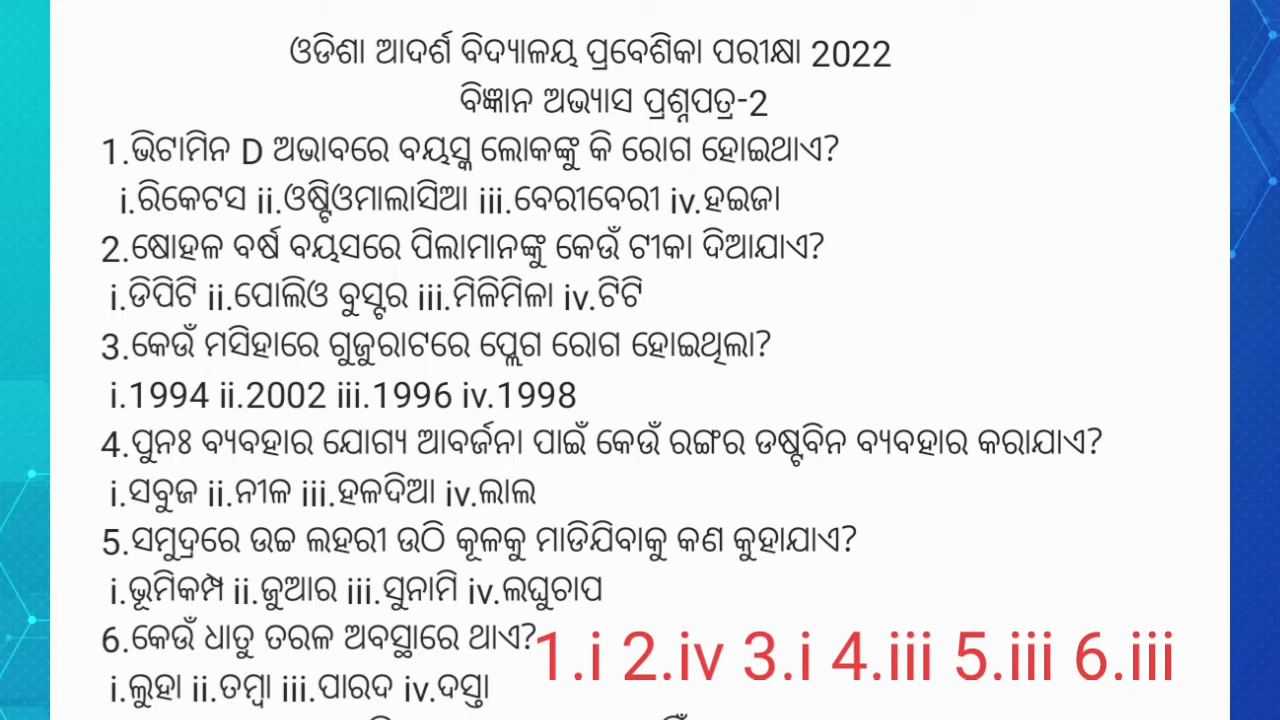 ଓଡିଶା ଆଦର୍ଶ ବିଦ୍ୟାଳୟ ପ୍ରବେଶିକା ପରୀକ୍ଷା 2022
ବିଜ୍ଞାନ ଅଭ୍ୟାସ ପ୍ରଶ୍ନପତ୍ର-2
1.ଭିଟାମିନ D ଅଭାବରେ ବୟସ୍କ ଲୋକଙ୍କୁ କି ରୋଗ ହୋଇଥାଏ?
i.ରିକେଟସ ii.ଓଷ୍ଟିଓମାଲାସିଆ iii.ବେରୀବେରୀ iv.ହଇଜା
2.ଷୋହଳ ବର୍ଷ ବୟସରେ ପିଲାମାନଙ୍କୁ କେଉଁ ଟୀକା ଦିଆଯାଏ?
i.ଡିପିଟି ii.ପୋଲିଓ ବୁସ୍ଟର iii.ମିଳିମିଳା iv.ଟିଟି
3.କେଉଁ ମସିହାରେ ଗୁଜୁରାଟରେ ପ୍ଲେଗ ରୋଗ ହୋଇଥିଲା?
i.1994 ii.2002 iii.1996 iv.1998
4.ପୁନଃ ବ୍ୟବହାର ଯୋଗ୍ୟ ଆବର୍ଜନା ପାଇଁ କେଉଁ ରଙ୍ଗର ଡଷ୍ଟବିନ ବ୍ୟବହାର କରାଯାଏ?
i.ସବୁଜ ii.ନୀଳ iii.ହଳଦିଆ iv.ଲାଲ
5.ସମୁଦ୍ରରେ ଉଚ୍ଚ ଲହରୀ ଉଠି କୂଳକୁ ମାଡିଯିବାକୁ କଣ କୁହାଯାଏ?
i.ଭୂମିକମ୍ପ ii.ଜୁଆର iii.ସୁନାମି iv.ଲଘୁଚାପ
6.କେଉଁ ଧାତୁ ତରଳ ଅବସ୍ଥାରେ ଥାଏ?
1.i 2.iv 3.i 4.iii 5.iii 6.iii
i.ଲୁହା ii.ତମ୍ବା iii.ପାରଦ iv.ଦସ୍ତା